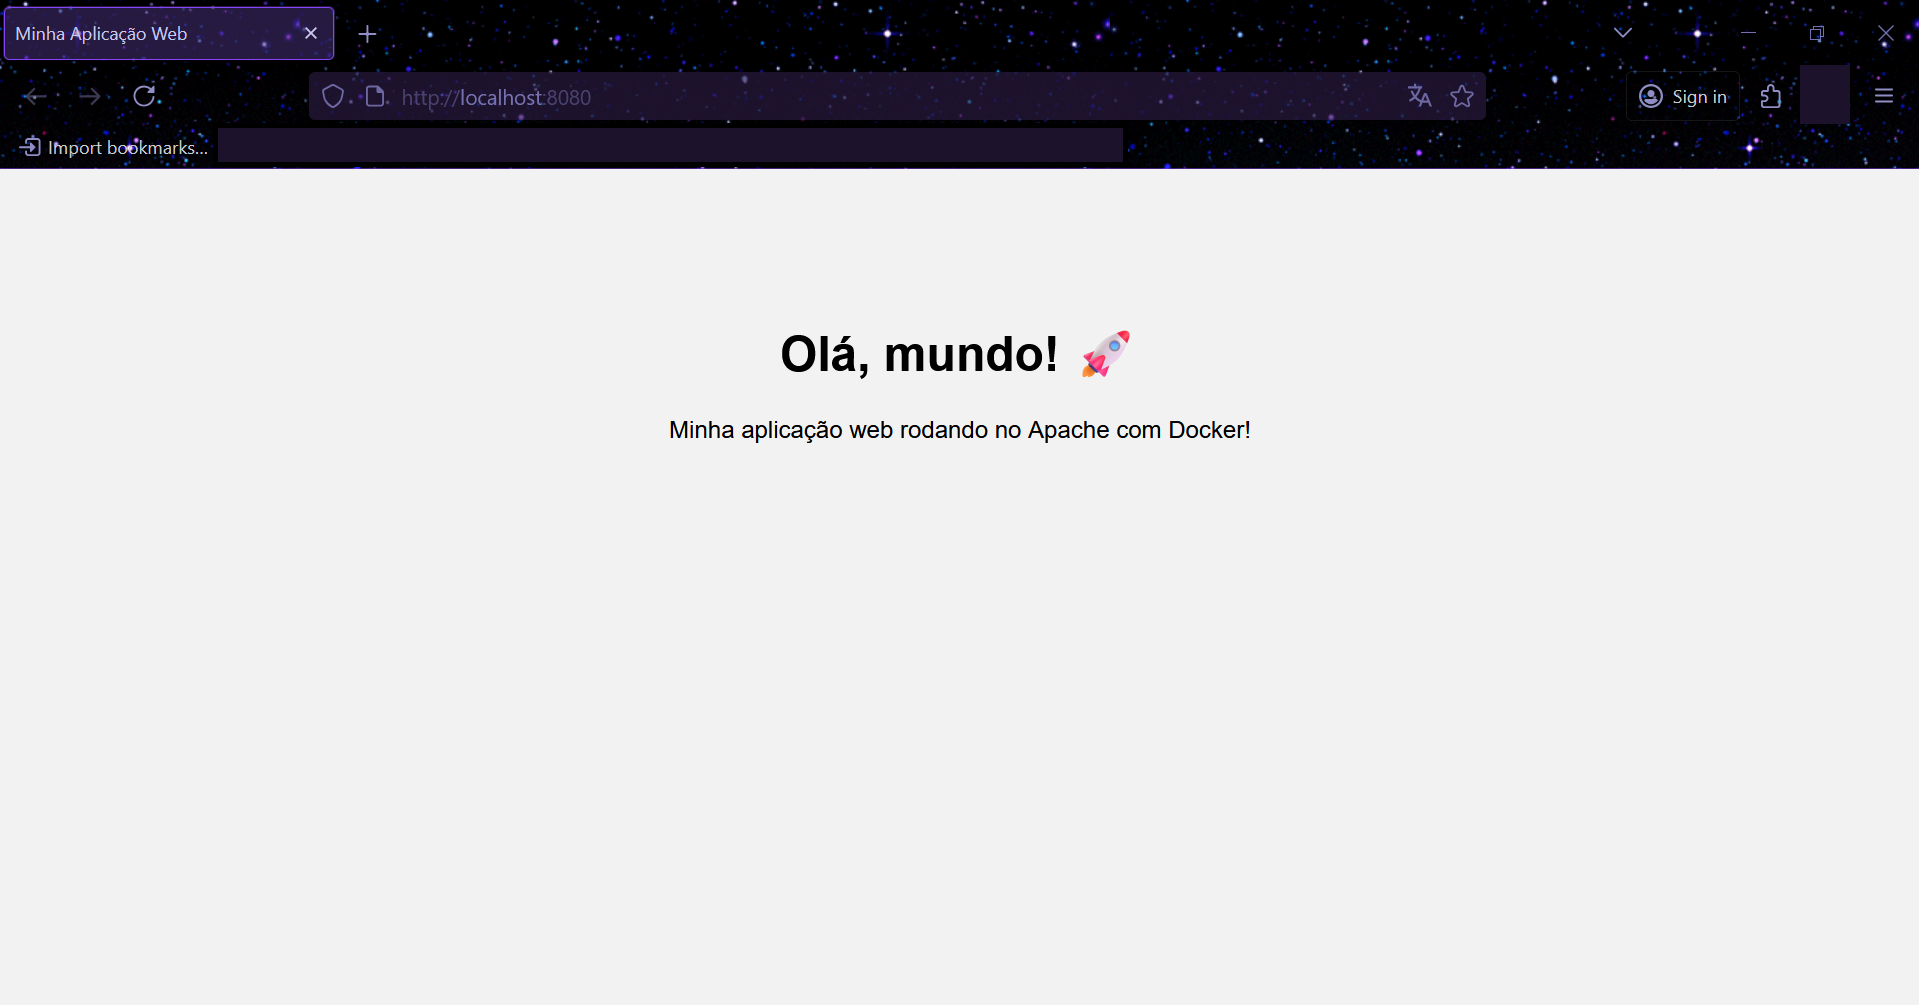 Minha Aplicação Web
http://localhost:8080
Sign in
Import bookmarks...
Olá, mundo! 🚀
Minha aplicação web rodando no Apache com Docker!